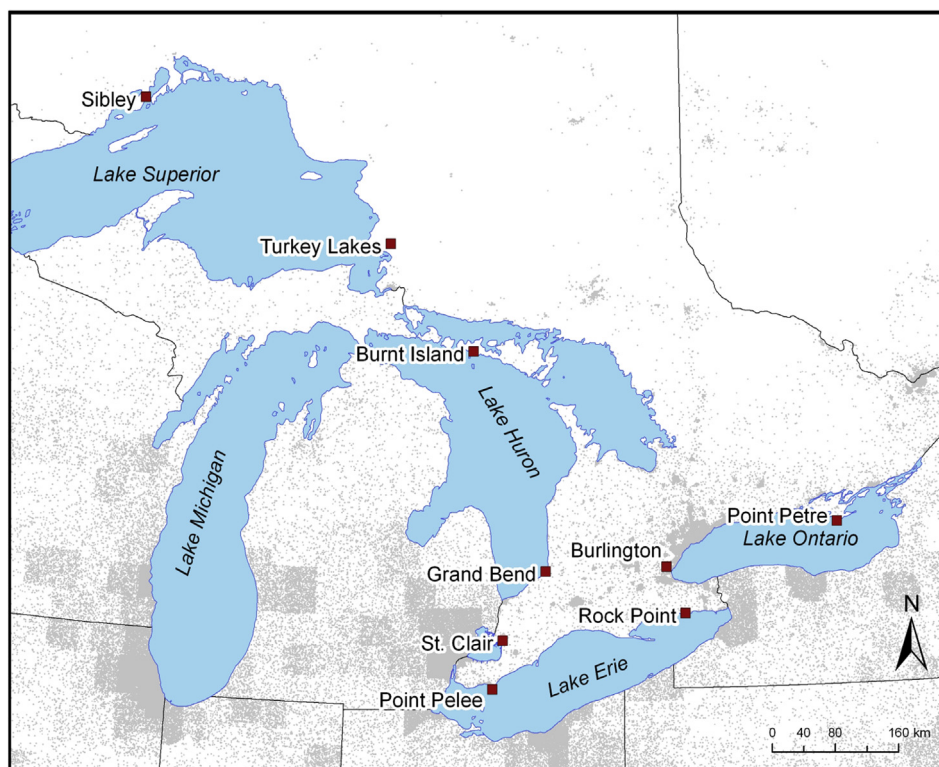 Sibley
Lake Superior
Turkey Lakes
Burnt Island
Lake Huron
Lake Michigan
Point Petre
Lake Ontario
Burlington
Grand Bend
Rock Point
N
St. Clair
Lake Erie
Point Pelee
0 40 80 160 km